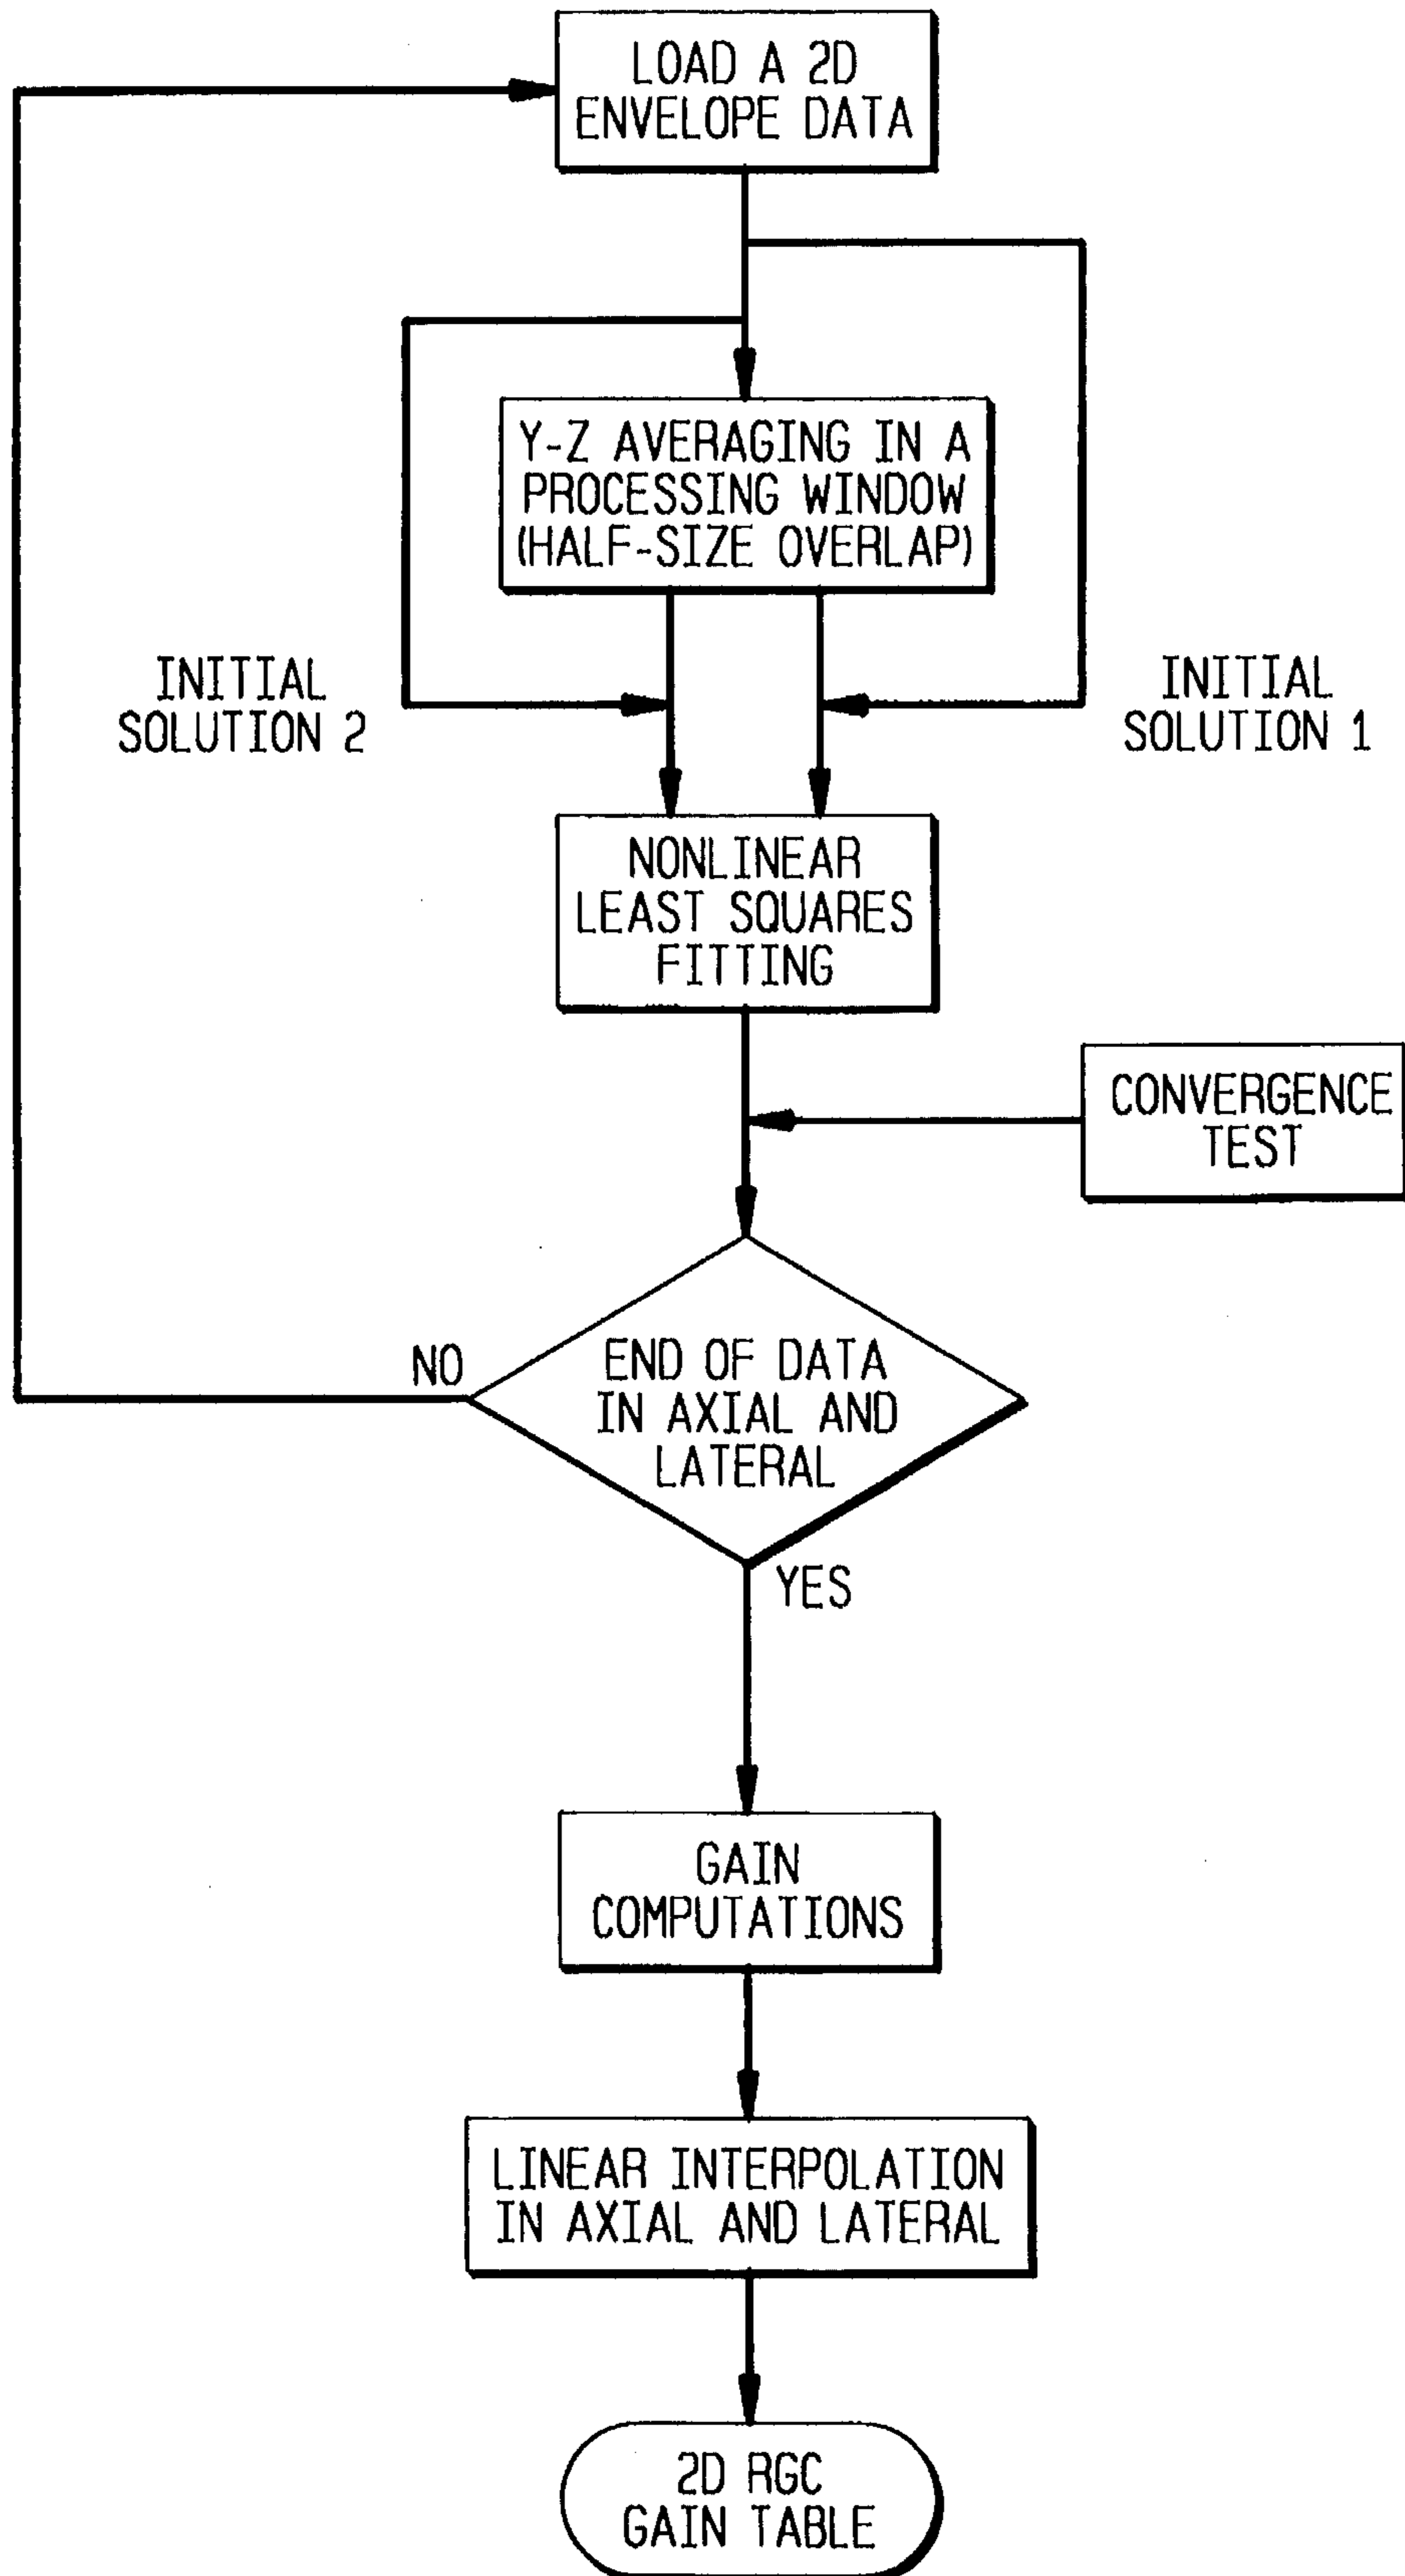 LOAD A 2D
ENVELOPE DATA
Y-Z AVERAGING IN A
PROCESSING WINDOW
(HALF-SIZE OVERLAP)
INITIAL
SOLUTION 2
INITIAL
SOLUTION 1
NONLINEAR
LEAST SQUARES
FITTING
CONVERGENCE
TEST
NO
END OF DATA
IN AXIAL AND
LATERAL
YES
GAIN
COMPUTATIONS
LINEAR INTERPOLATION
IN AXIAL AND LATERAL
2D RGC
GAIN TABLE